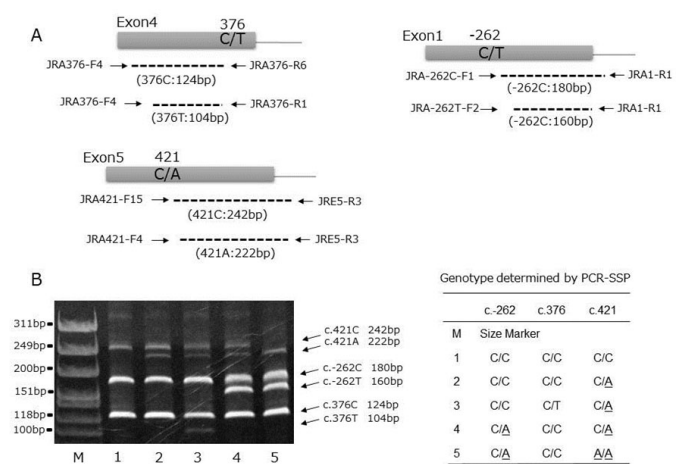 A
Exon4
376
C/T
JRA376-F4
JRA376-R6
(376C:124bp)
JRA376-F4
JRA376-R1
(376T:104bp)
Exon1
-262
C/T
JRA-262C-F1
JRA1-R1
(-262C:180bp)
JRA-262T-F2
JRA1-R1
(-262C:160bp)
Exon5
421
C/A
JRA421-F15
JRE5-R3
(421C:242bp)
JRA421-F4
JRE5-R3
(421A:222bp)
B
311bp
249bp
200bp
151bp
118bp
100bp
M 1 2 3 4 5
c.421C 242bp
c.421A 222bp
c.-262C 180bp
c.-262T 160bp
c.376C 124bp
c.376T 104bp
Genotype determined by PCR-SSP
c.-262 c.376 c.421
M Size Marker
1 C/C C/C C/C
2 C/C C/C C/A
3 C/C C/T C/A
4 C/A C/C C/A
5 C/A C/C A/A